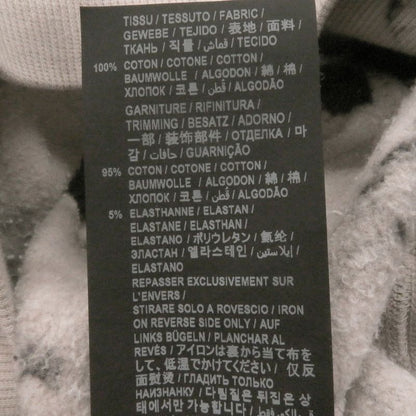 TISSU / TESSUTO / FABRIC /
GEWEBE / TEJIDO / 表地 / 面料 /
ТКАНЬ / 직물 / قماش / TECIDO
100% COTON / COTONE / COTTON /
BAUMWOLLE / ALGODON / 綿 / 棉 /
ХЛОПОК / 코튼 / قطن / ALGODÃO
GARNITURE / RIFINITURA /
TRIMMING / BESATZ / ADORNO /
一部 / 装饰部件 / ОТДЕЛКА / 마
감 / حافات / GUARNIÇÃO
95% COTON / COTONE / COTTON /
BAUMWOLLE / ALGODON / 綿 / 棉 /
ХЛОПОК / 코튼 / قطن / ALGODÃO
5% ELASTHANNE / ELASTAN /
ELASTANE / ELASTHAN /
ELASTANO / ポリウレタン / 氨纶 /
ЭЛАСТАН / 엘라스테인 / إيلاستين /
ELASTANO
REPASSER EXCLUSIVEMENT SUR
L'ENVERS /
STIRARE SOLO A ROVESCIO / IRON
ON REVERSE SIDE ONLY / AUF
LINKS BÜGELN / PLANCHAR AL
REVÉS / アイロンは裏から当て布を
して、低温でかけてください / 仅反
面熨烫 / ГЛАДИТЬ ТОЛЬКО
НАИЗНАНКУ / 다림질은 뒤집은 상
태에서만 가능합니다 /